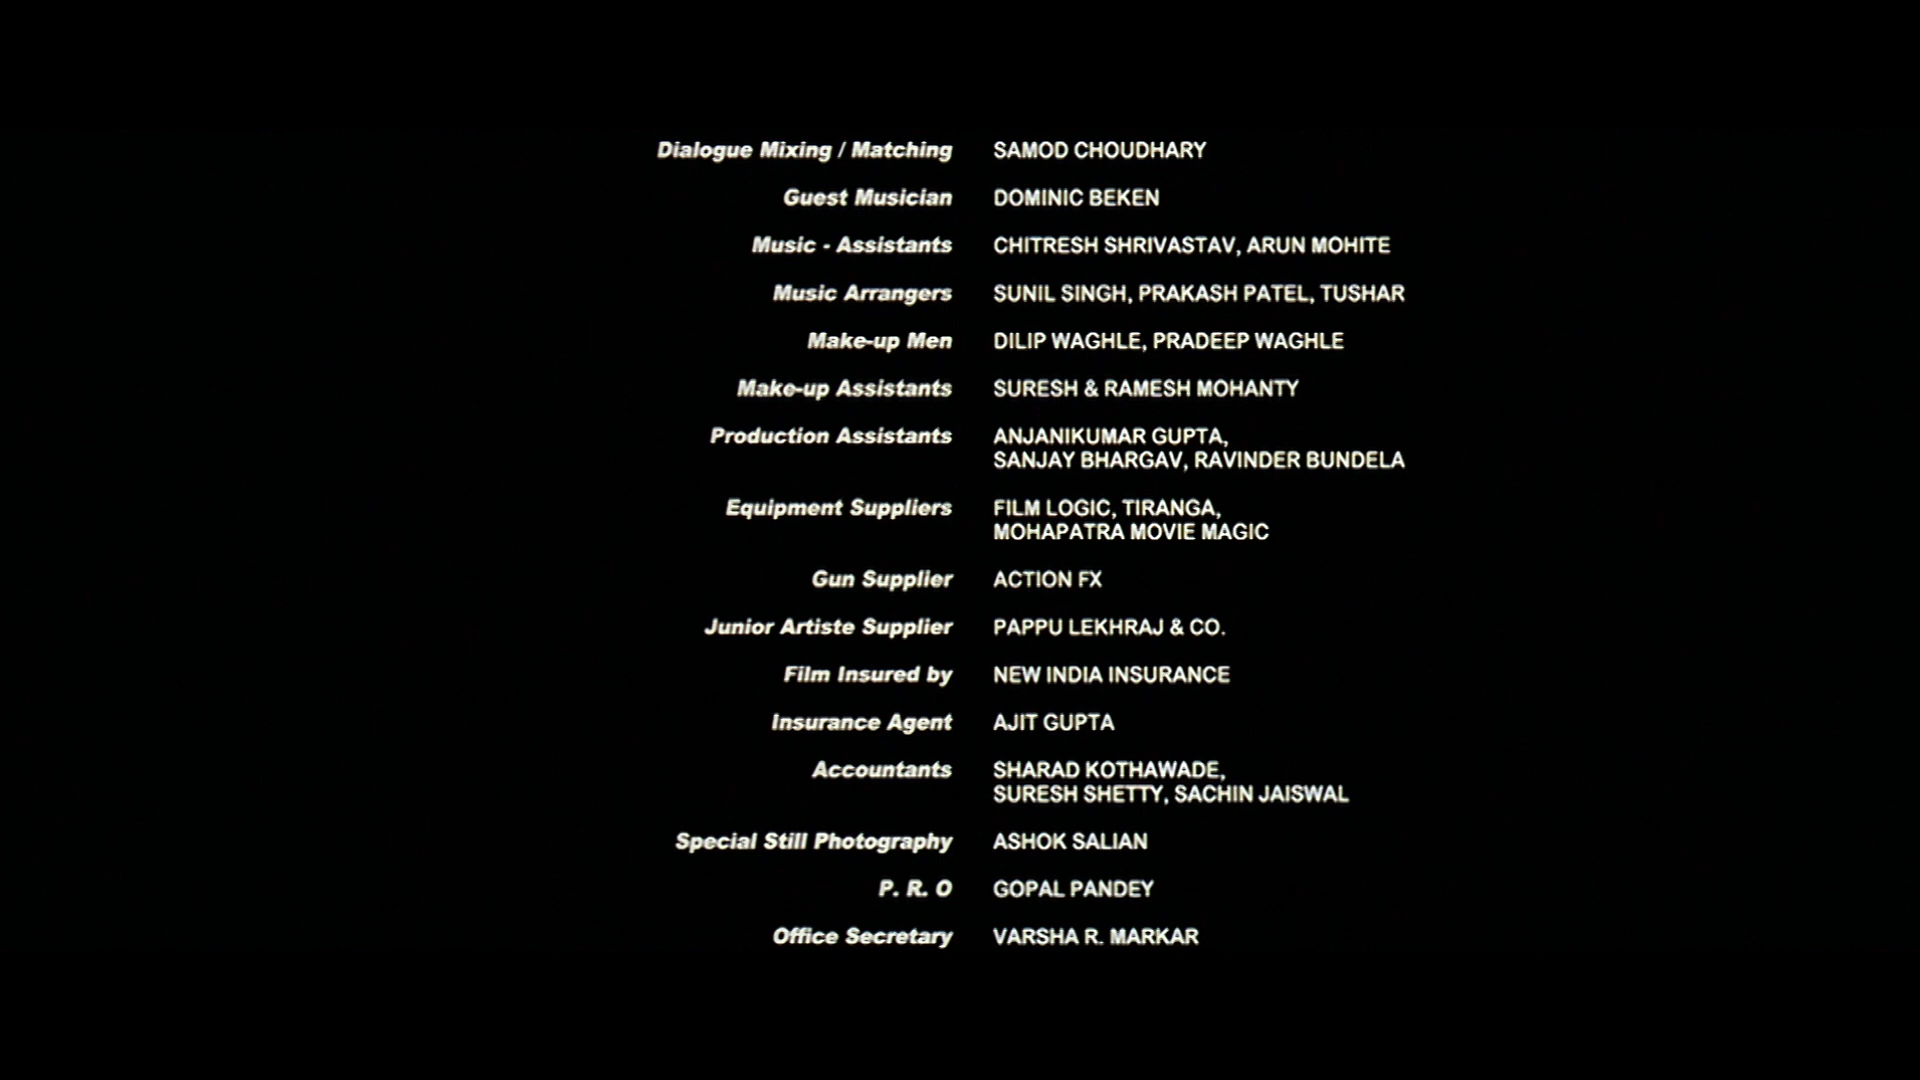 Dialogue Mixing / Matching SAMOD CHOUDHARY
Guest Musician DOMINIC BEKEN
Music - Assistants CHITRESH SHRIVASTAV, ARUN MOHITE
Music Arrangers SUNIL SINGH, PRAKASH PATEL, TUSHAR
Make-up Men DILIP WAGHLE, PRADEEP WAGHLE
Make-up Assistants SURESH & RAMESH MOHANTY
Production Assistants ANJANIKUMAR GUPTA,
SANJAY BHARGAV, RAVINDER BUNDELA
Equipment Suppliers FILM LOGIC, TIRANGA,
MOHAPATRA MOVIE MAGIC
Gun Supplier ACTION FX
Junior Artiste Supplier PAPPU LEKHRAJ & CO.
Film Insured by NEW INDIA INSURANCE
Insurance Agent AJIT GUPTA
Accountants SHARAD KOTHAWADE,
SURESH SHETTY, SACHIN JAISWAL
Special Still Photography ASHOK SALIAN
P. R. O GOPAL PANDEY
Office Secretary VARSHA R. MARKAR